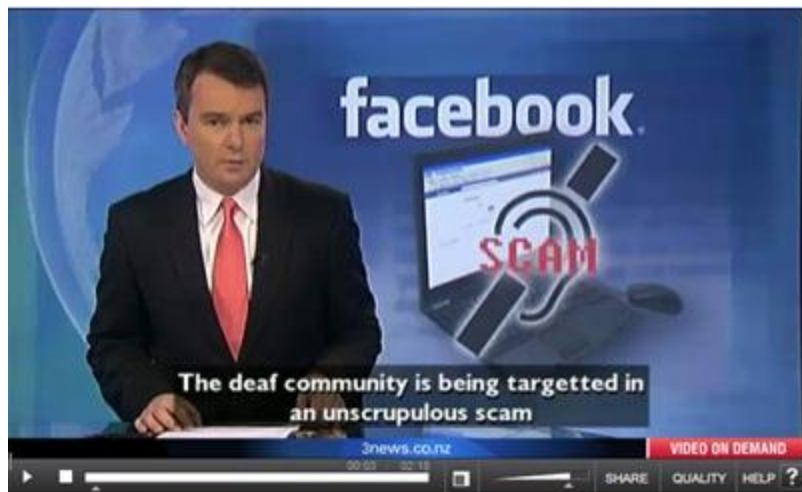 facebook.
SCAM
The deaf community is being targetted in
an unscrupulous scam
3news.co.nz
VIDEO ON DEMAND
00:03 02:18
SHARE QUALITY HELP ?